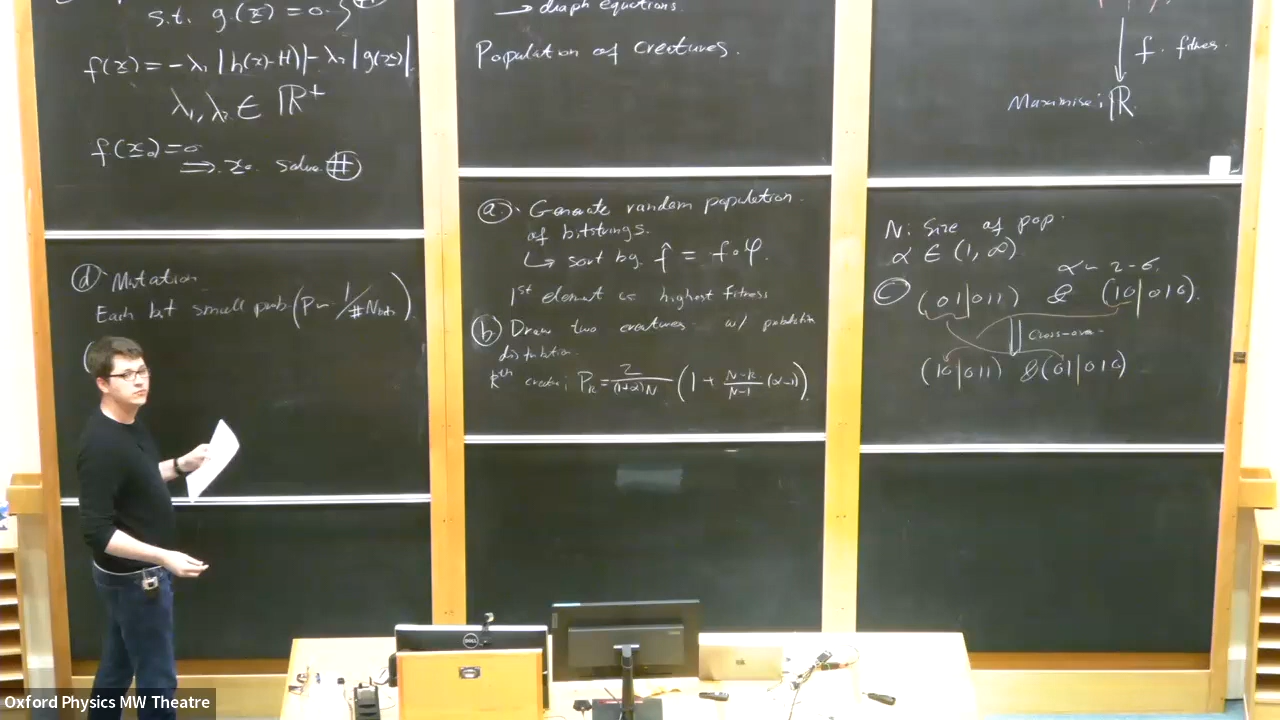 s.t. g(x) = 0
f(x) = -λ₁ |h(x)-H| - λ₂ |g(x)|.
λ₁, λ₂ ∈ ℝ⁺
f(x₀)=0
⟹ x₀ solve #
d. Mutation
Each bit small prob (P ~ 1/#Nbits)
→ graph equations.
Population of creatures.
a. Generate random population
of bitstrings.
↳ sort by f̂ = f∘φ.
1st element is highest fitness
b Draw two creatures w/ probability
distribution.
kth creature: Pₖ = 2/((1+α)N) (1 + (N-k)/(N-1) (α-1)).
f. fitness.
Maximise: ℝ.
N: Size of pop.
α ∈ (1, ∞)
α ~ 2-6.
c (01|011) & (10|010).
Cross-over
(10|011) & (01|010)
DELL
Oxford Physics MW Theatre